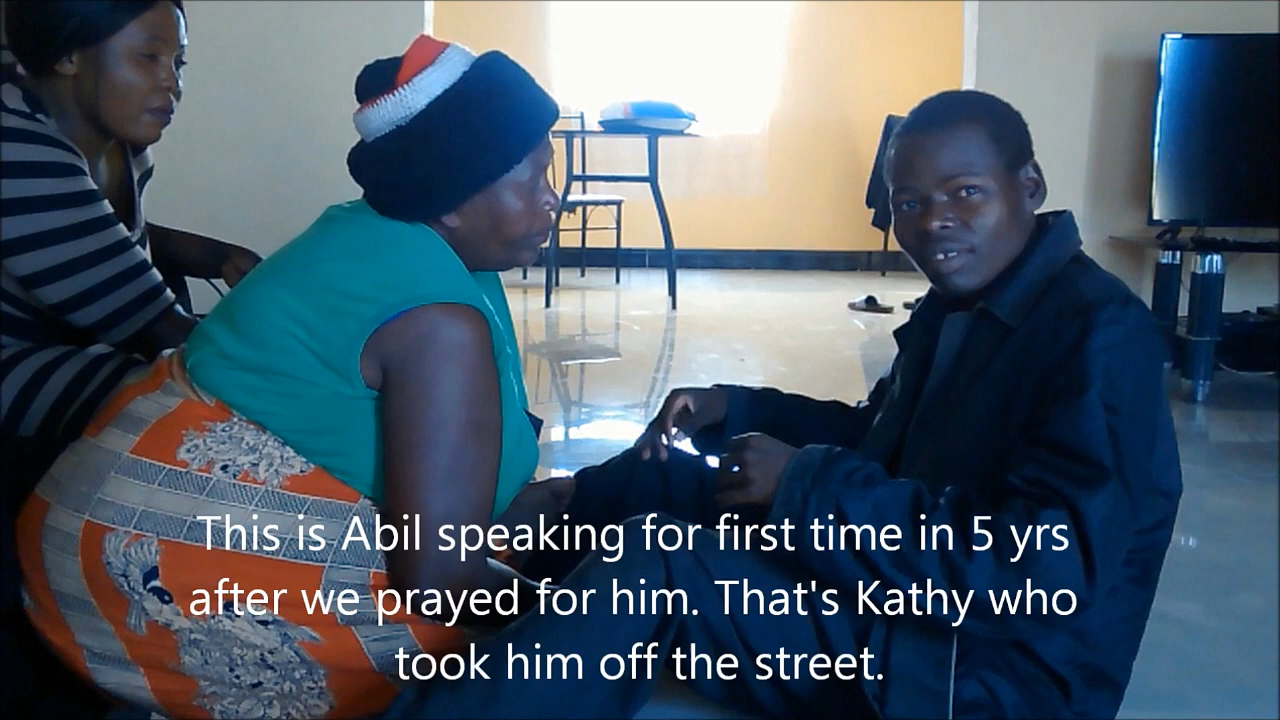 This is Abil speaking for first time in 5 yrs
after we prayed for him. That's Kathy who
took him off the street.